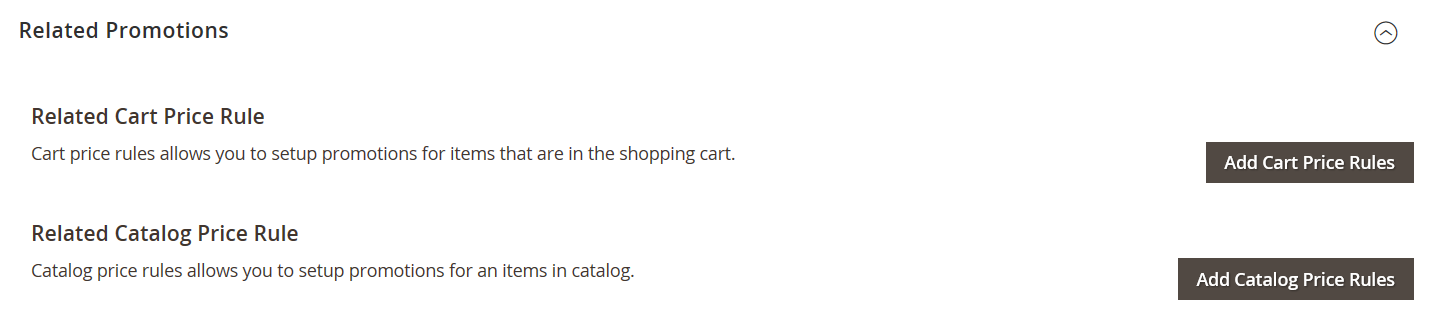 Related Promotions
Related Cart Price Rule
Cart price rules allows you to setup promotions for items that are in the shopping cart.
Add Cart Price Rules
Related Catalog Price Rule
Catalog price rules allows you to setup promotions for an items in catalog.
Add Catalog Price Rules